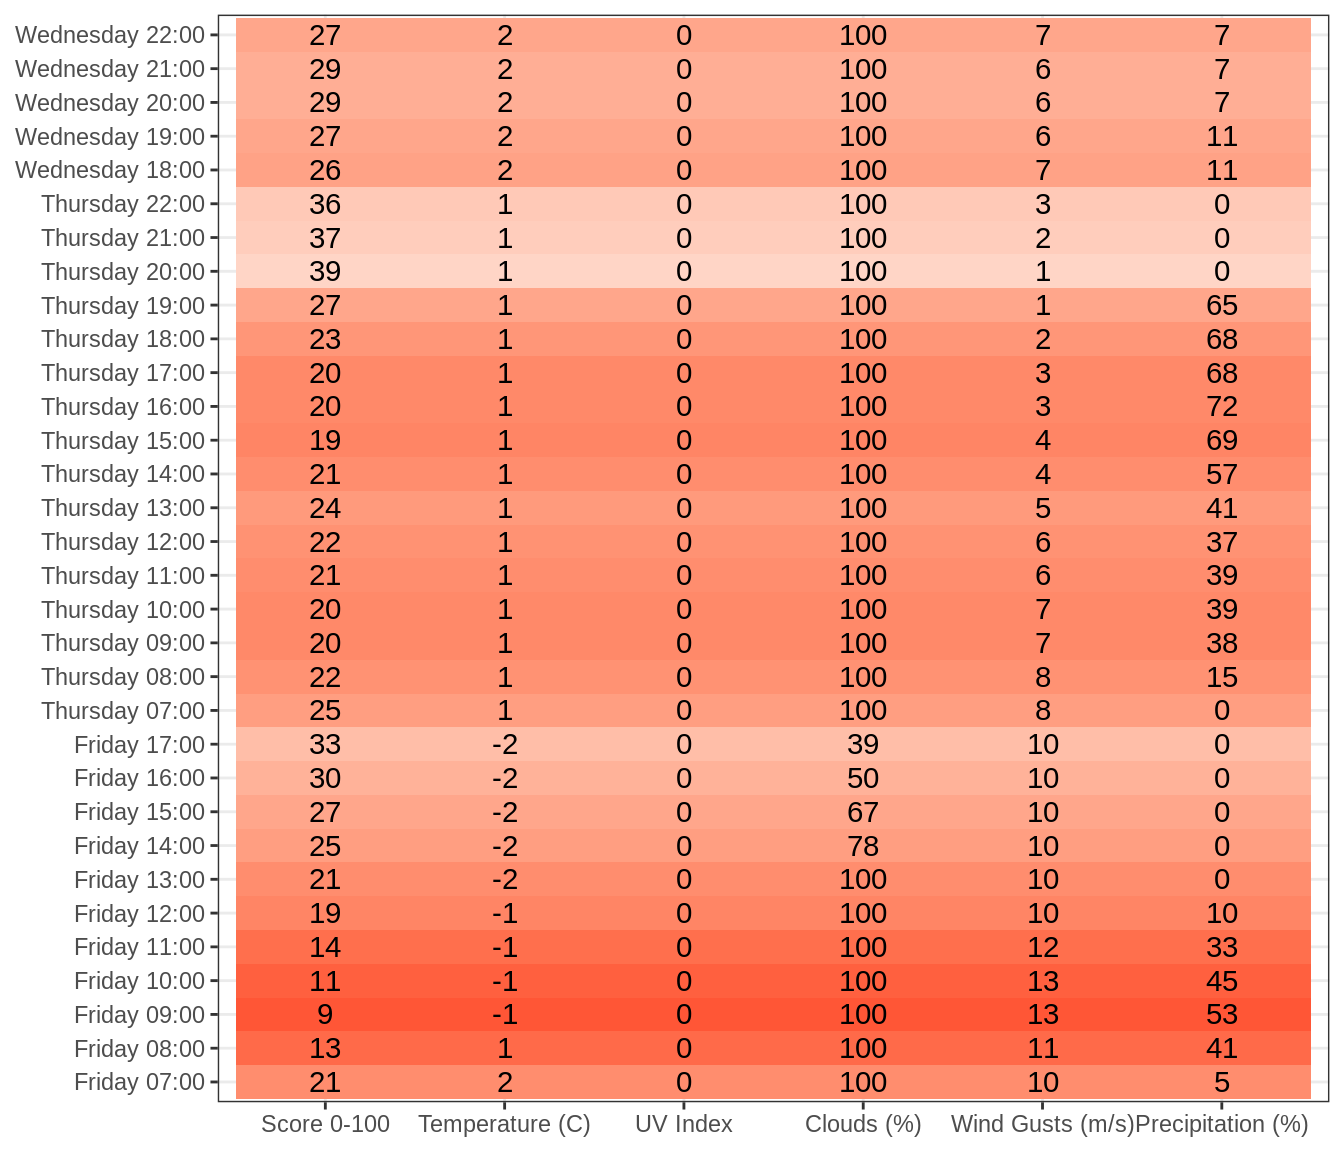 Wednesday 22:00 27 2 0 100 7 7
Wednesday 21:00 29 2 0 100 6 7
Wednesday 20:00 29 2 0 100 6 7
Wednesday 19:00 27 2 0 100 6 11
Wednesday 18:00 26 2 0 100 7 11
Thursday 22:00 36 1 0 100 3 0
Thursday 21:00 37 1 0 100 2 0
Thursday 20:00 39 1 0 100 1 0
Thursday 19:00 27 1 0 100 1 65
Thursday 18:00 23 1 0 100 2 68
Thursday 17:00 20 1 0 100 3 68
Thursday 16:00 20 1 0 100 3 72
Thursday 15:00 19 1 0 100 4 69
Thursday 14:00 21 1 0 100 4 57
Thursday 13:00 24 1 0 100 5 41
Thursday 12:00 22 1 0 100 6 37
Thursday 11:00 21 1 0 100 6 39
Thursday 10:00 20 1 0 100 7 39
Thursday 09:00 20 1 0 100 7 38
Thursday 08:00 22 1 0 100 8 15
Thursday 07:00 25 1 0 100 8 0
Friday 17:00 33 -2 0 39 10 0
Friday 16:00 30 -2 0 50 10 0
Friday 15:00 27 -2 0 67 10 0
Friday 14:00 25 -2 0 78 10 0
Friday 13:00 21 -2 0 100 10 0
Friday 12:00 19 -1 0 100 10 10
Friday 11:00 14 -1 0 100 12 33
Friday 10:00 11 -1 0 100 13 45
Friday 09:00 9 -1 0 100 13 53
Friday 08:00 13 1 0 100 11 41
Friday 07:00 21 2 0 100 10 5
Score 0-100 Temperature (C) UV Index Clouds (%) Wind Gusts (m/s) Precipitation (%)